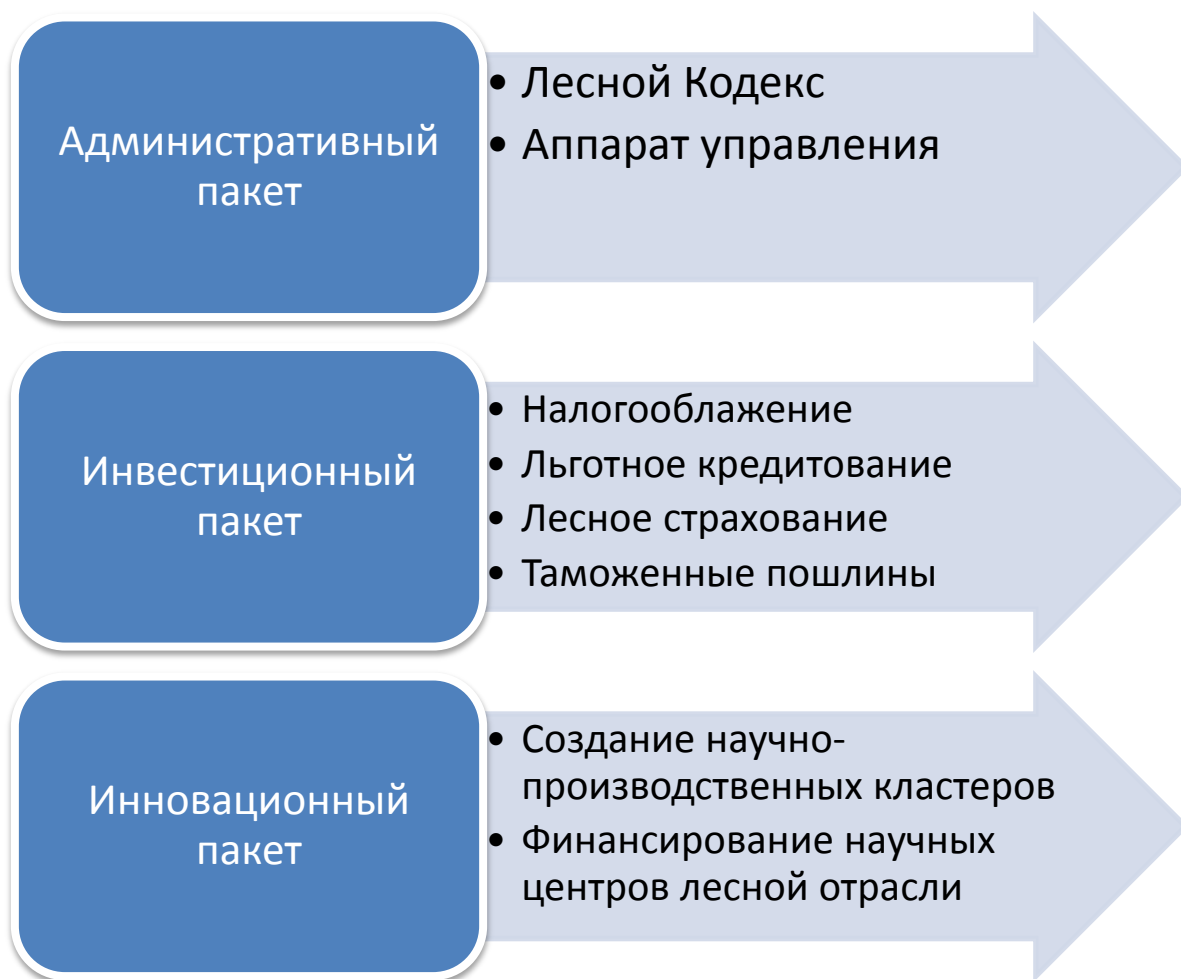 Административный
пакет
• Лесной Кодекс
• Аппарат управления
Инвестиционный
пакет
• Налогооблажение
• Льготное кредитование
• Лесное страхование
• Таможенные пошлины
Инновационный
пакет
• Создание научно-
производственных кластеров
• Финансирование научных
центров лесной отрасли